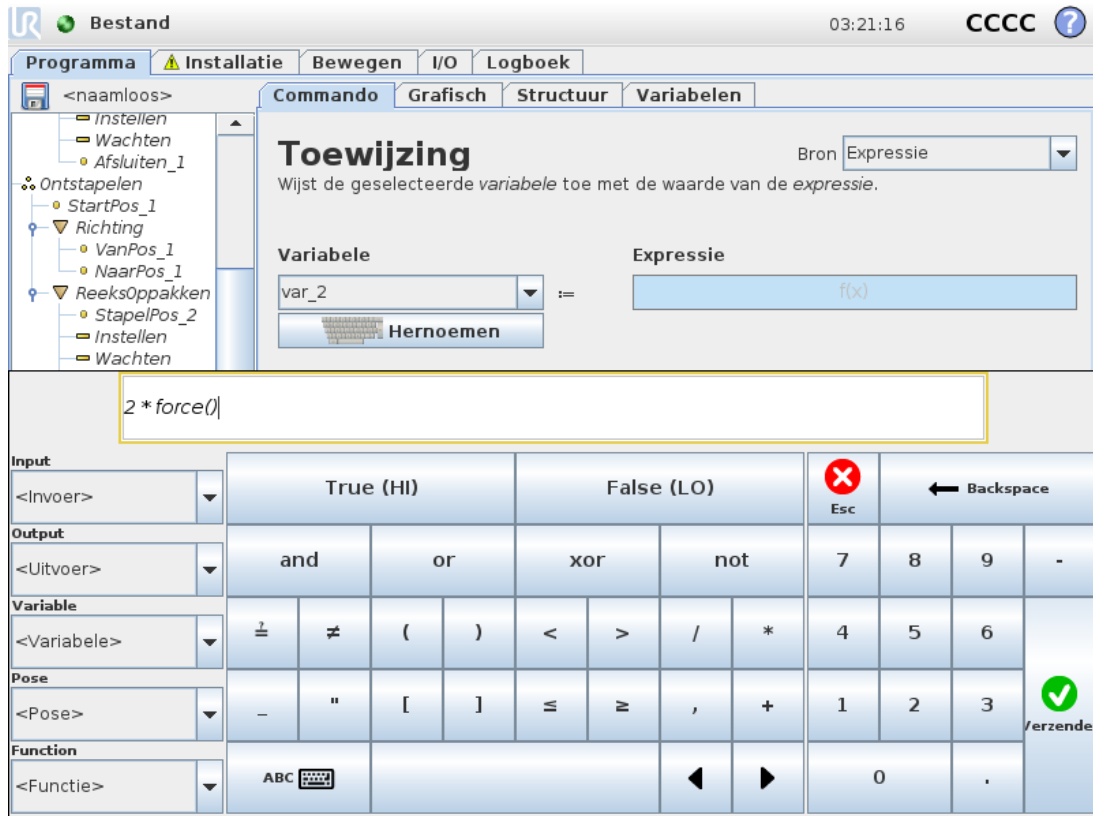 UR Bestand 03:21:16 CCCC ?
Programma Installatie Bewegen I/O Logboek
<naamloos> Commando Grafisch Structuur Variabelen
Instellen
Wachten
Afsluiten_1
Ontstapelen
StartPos_1
Richting
VanPos_1
NaarPos_1
ReeksOppakken
StapelPos_2
Instellen
Wachten
Toewijzing Bron Expressie
Wijst de geselecteerde variabele toe met de waarde van de expressie.
Variabele Expressie
var_2 := f(x)
Hernoemen
2 * force()
Input
<Invoer> True (HI) False (LO) Esc Backspace
Output
<Uitvoer> and or xor not 7 8 9 -
Variable
<Variabele> ≟ ≠ ( ) < > / * 4 5 6
Pose
<Pose> _ " [ ] ≤ ≥ , + 1 2 3 Verzende
Function
<Functie> ABC 0 .